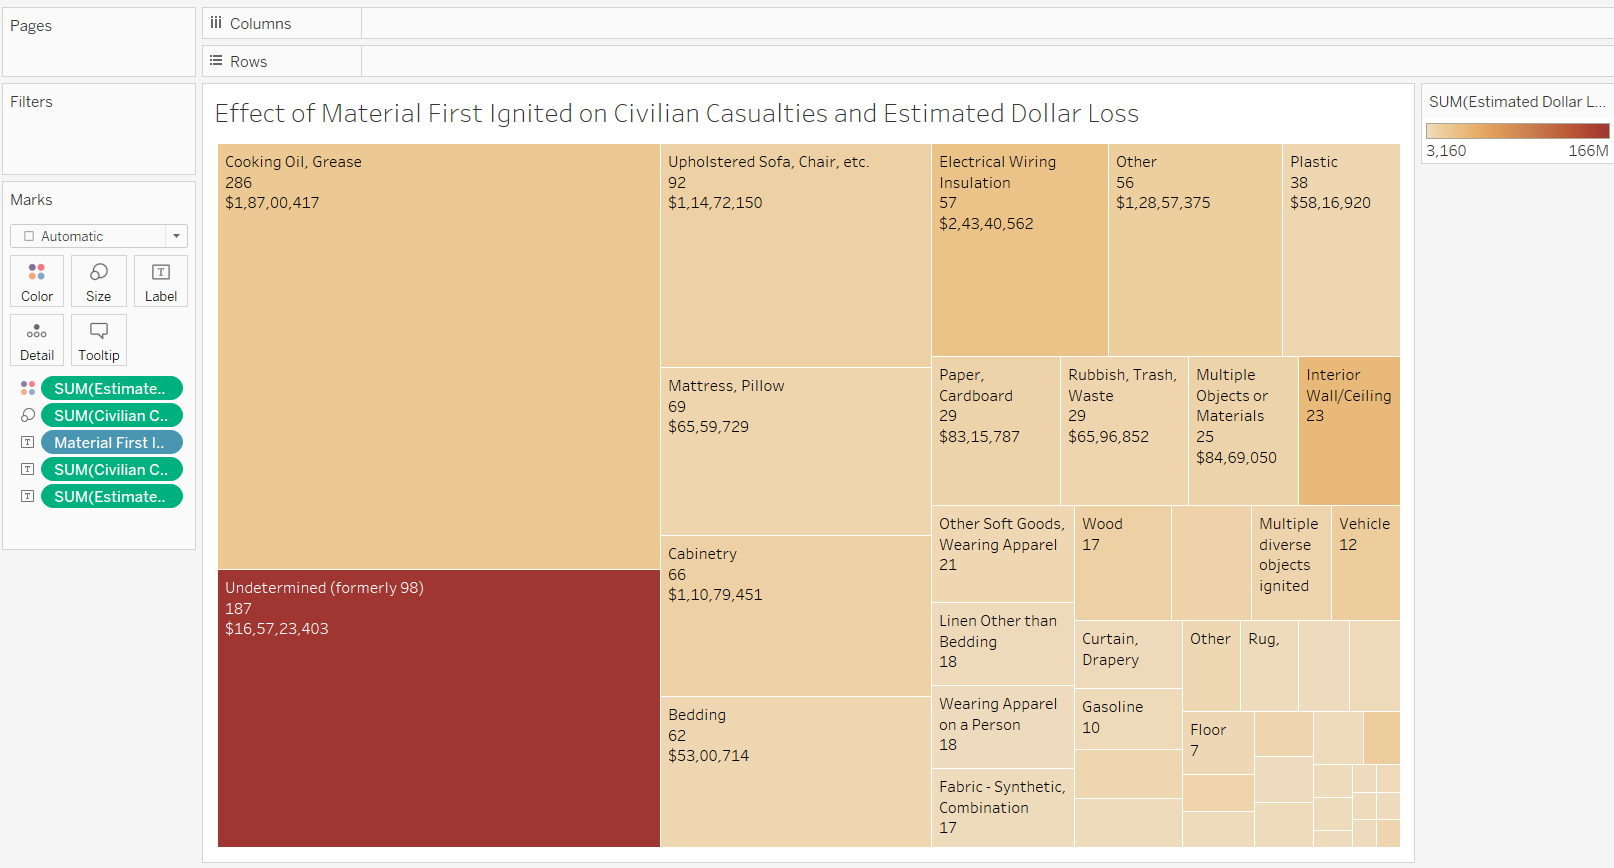 Pages
Columns
Rows
Filters
Marks
Automatic
Color
Size
Label
Detail
Tooltip
SUM(Estimate..
SUM(Civilian C..
Material First I..
SUM(Civilian C..
SUM(Estimate..
Effect of Material First Ignited on Civilian Casualties and Estimated Dollar Loss
Cooking Oil, Grease
286
$1,87,00,417
Undetermined (formerly 98)
187
$16,57,23,403
Upholstered Sofa, Chair, etc.
92
$1,14,72,150
Mattress, Pillow
69
$65,59,729
Cabinetry
66
$1,10,79,451
Bedding
62
$53,00,714
Electrical Wiring
Insulation
57
$2,43,40,562
Other
56
$1,28,57,375
Plastic
38
$58,16,920
Paper,
Cardboard
29
$83,15,787
Rubbish, Trash,
Waste
29
$65,96,852
Multiple
Objects or
Materials
25
$84,69,050
Interior
Wall/Ceiling
23
Other Soft Goods,
Wearing Apparel
21
Linen Other than
Bedding
18
Wearing Apparel
on a Person
18
Fabric - Synthetic,
Combination
17
Wood
17
Multiple
diverse
objects
ignited
Vehicle
12
Curtain,
Drapery
Gasoline
10
Other
Rug,
Floor
7
SUM(Estimated Dollar L...
3,160
166M